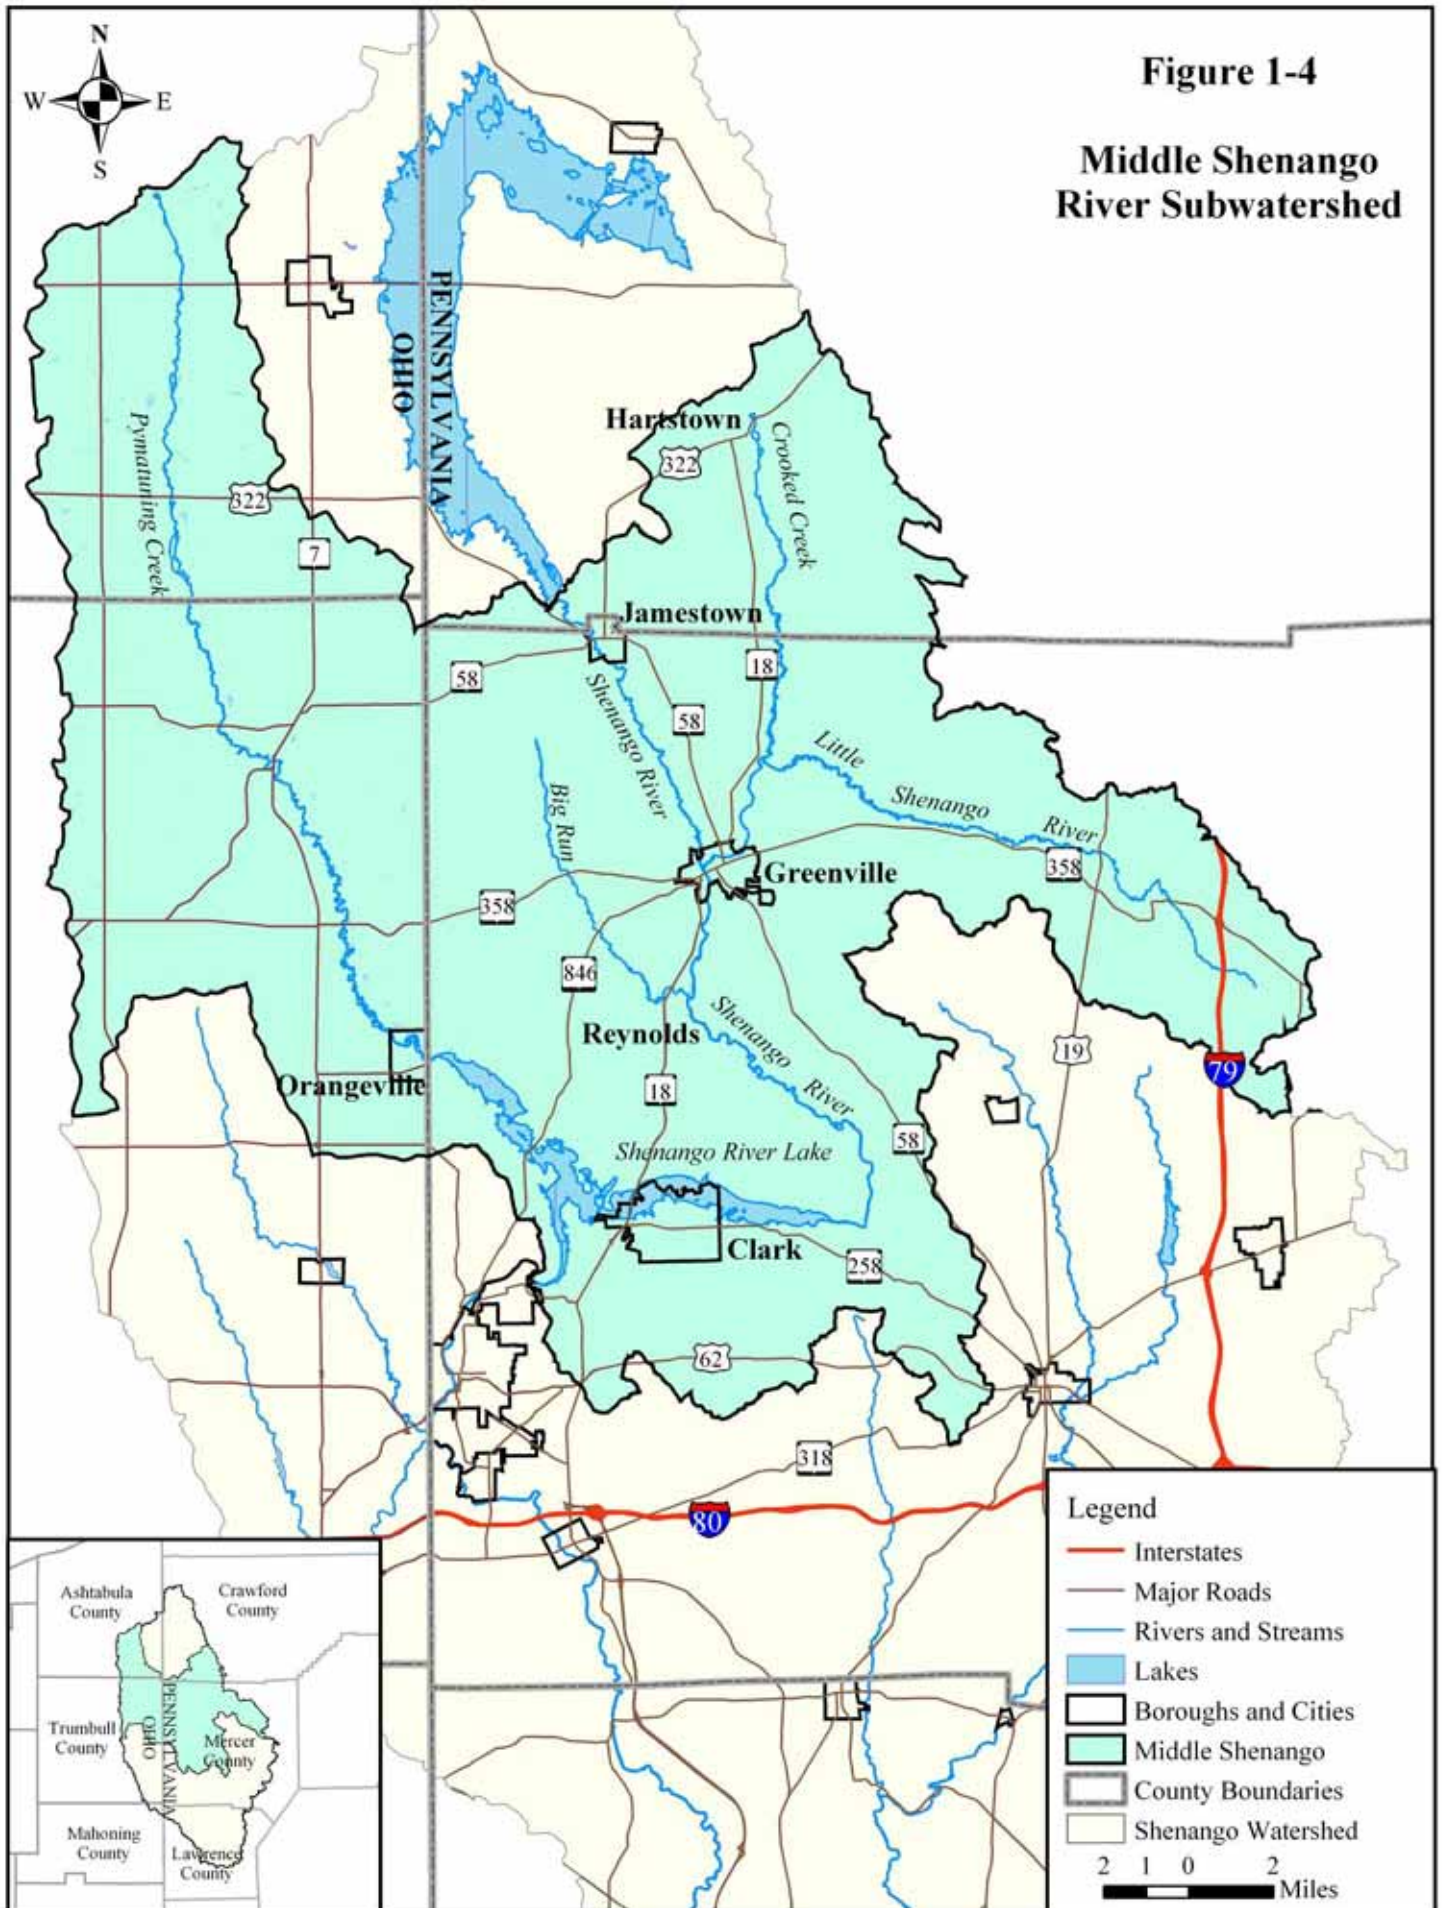 Figure 1-4
Middle Shenango
River Subwatershed
N
W
E
S
PENNSYLVANIA
OHIO
Hartstown
322
Crooked Creek
Pymatuning Creek
322
7
Jamestown
58
18
Shenango River
58
Little
Shenango
River
Big Run
358
Greenville
358
846
Shenango
River
Reynolds
19
79
Orangeville
18
58
Shenango River Lake
Clark
258
62
318
80
Ashtabula
County
Crawford
County
Trumbull
County
OHIO
PENNSYLVANIA
Mercer
County
Mahoning
County
Lawrence
County
Legend
Interstates
Major Roads
Rivers and Streams
Lakes
Boroughs and Cities
Middle Shenango
County Boundaries
Shenango Watershed
2 1 0 2
Miles